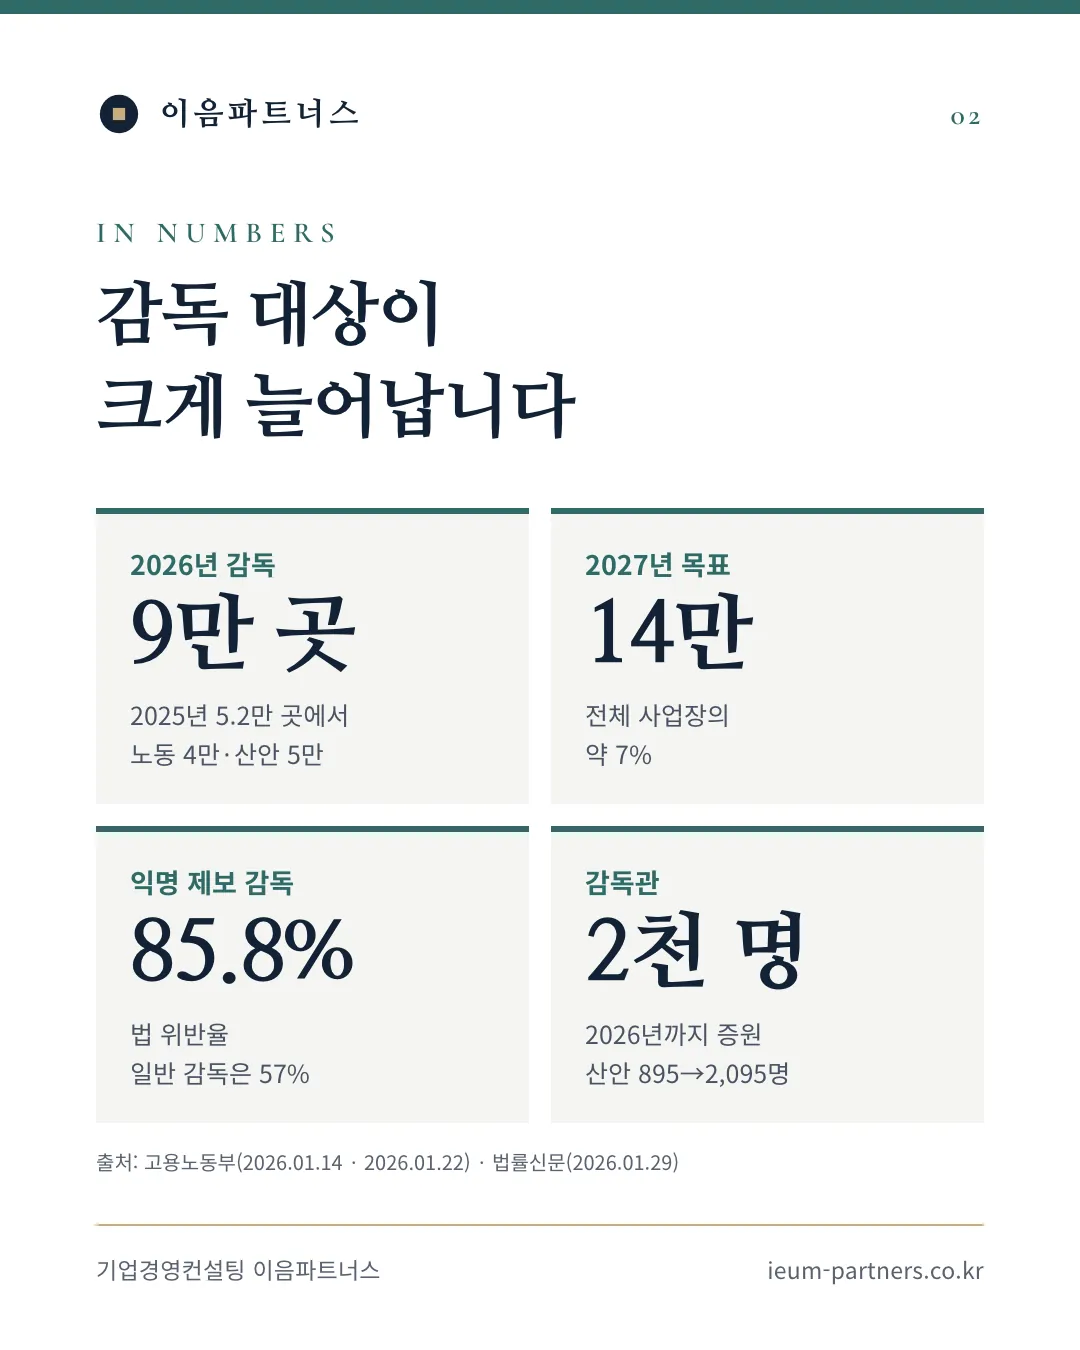 이음파트너스
02
IN NUMBERS
감독 대상이
크게 늘어납니다
2026년 감독
9만 곳
2025년 5.2만 곳에서
노동 4만·산안 5만
2027년 목표
14만
전체 사업장의
약 7%
익명 제보 감독
85.8%
법 위반율
일반 감독은 57%
감독관
2천 명
2026년까지 증원
산안 895→2,095명
출처: 고용노동부(2026.01.14 · 2026.01.22) · 법률신문(2026.01.29)
기업경영컨설팅 이음파트너스
ieum-partners.co.kr